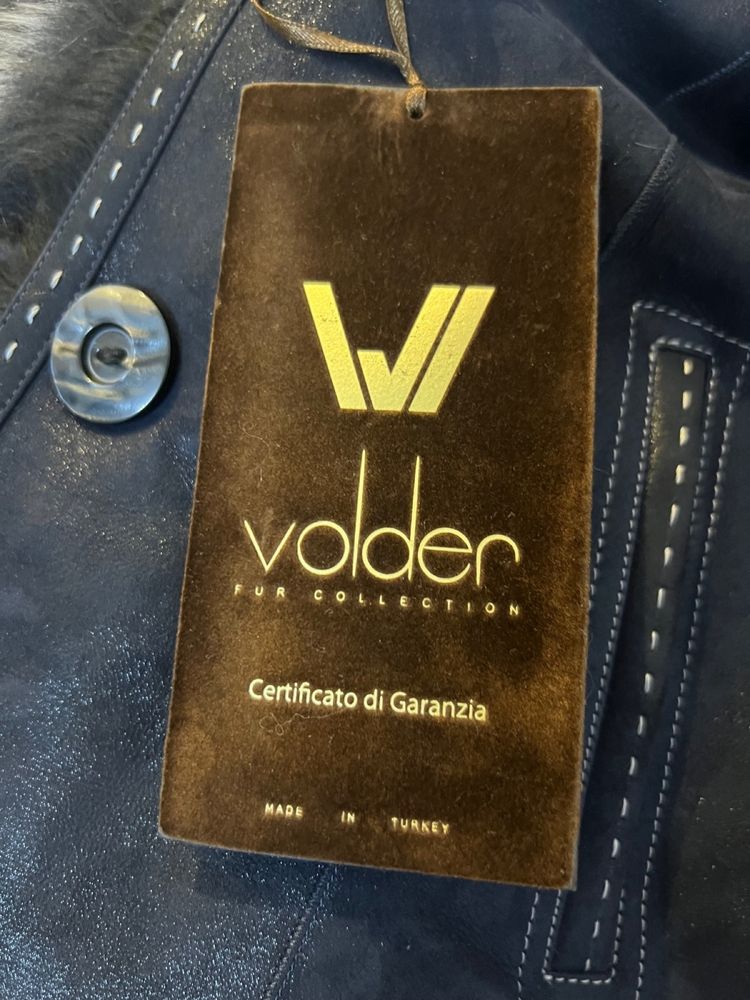 volder
FUR COLLECTION
Certificato di Garanzia
MADE IN TURKEY